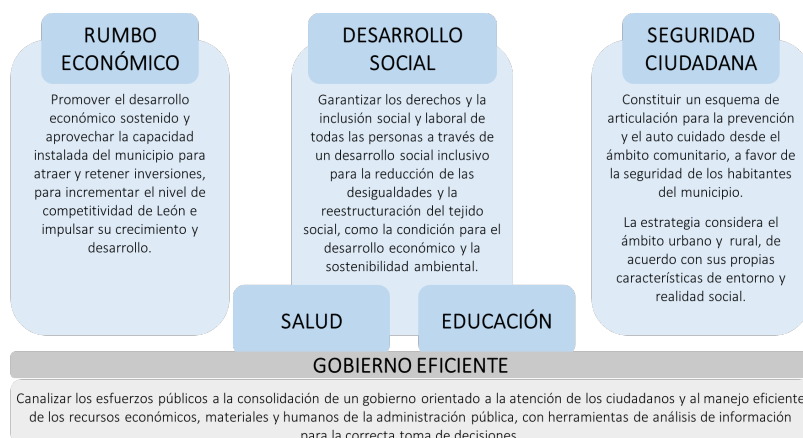 RUMBO
ECONÓMICO
Promover el desarrollo
económico sostenido y
aprovechar la capacidad
instalada del municipio para
atraer y retener inversiones,
para incrementar el nivel de
competitividad de León e
impulsar su crecimiento y
desarrollo.
DESARROLLO
SOCIAL
Garantizar los derechos y la
inclusión social y laboral de
todas las personas a través de
un desarrollo social inclusivo
para la reducción de las
desigualdades y la
reestructuración del tejido
social, como la condición para el
desarrollo económico y la
sostenibilidad ambiental.
SEGURIDAD
CIUDADANA
Constituir un esquema de
articulación para la prevención
y el auto cuidado desde el
ámbito comunitario, a favor de
la seguridad de los habitantes
del municipio.
La estrategia considera el
ámbito urbano y rural, de
acuerdo con sus propias
características de entorno y
realidad social.
SALUD
EDUCACIÓN
GOBIERNO EFICIENTE
Canalizar los esfuerzos públicos a la consolidación de un gobierno orientado a la atención de los ciudadanos y al manejo eficiente
de los recursos económicos, materiales y humanos de la administración pública, con herramientas de análisis de información
para la correcta toma de decisiones